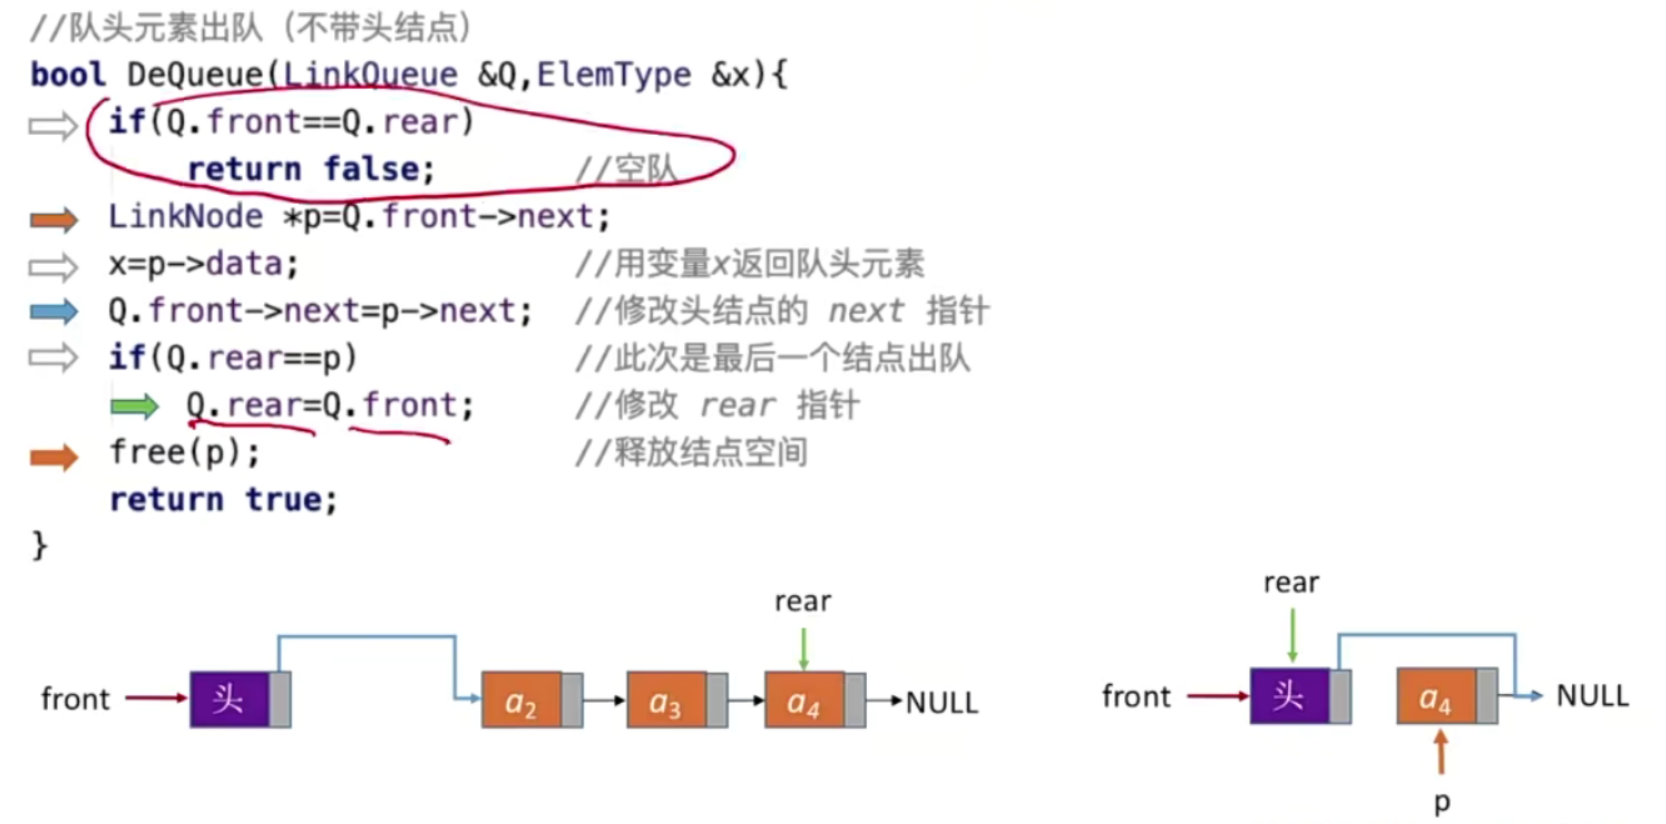 //队头元素出队（不带头结点）
bool DeQueue(LinkQueue &Q,ElemType &x){
if(Q.front==Q.rear)
return false; //空队
LinkNode *p=Q.front->next;
x=p->data; //用变量x返回队头元素
Q.front->next=p->next; //修改头结点的 next 指针
if(Q.rear==p) //此次是最后一个结点出队
Q.rear=Q.front; //修改 rear 指针
free(p); //释放结点空间
return true;
}
rear
front 头 a2 a3 a4 NULL
rear
front 头 a4 NULL
p